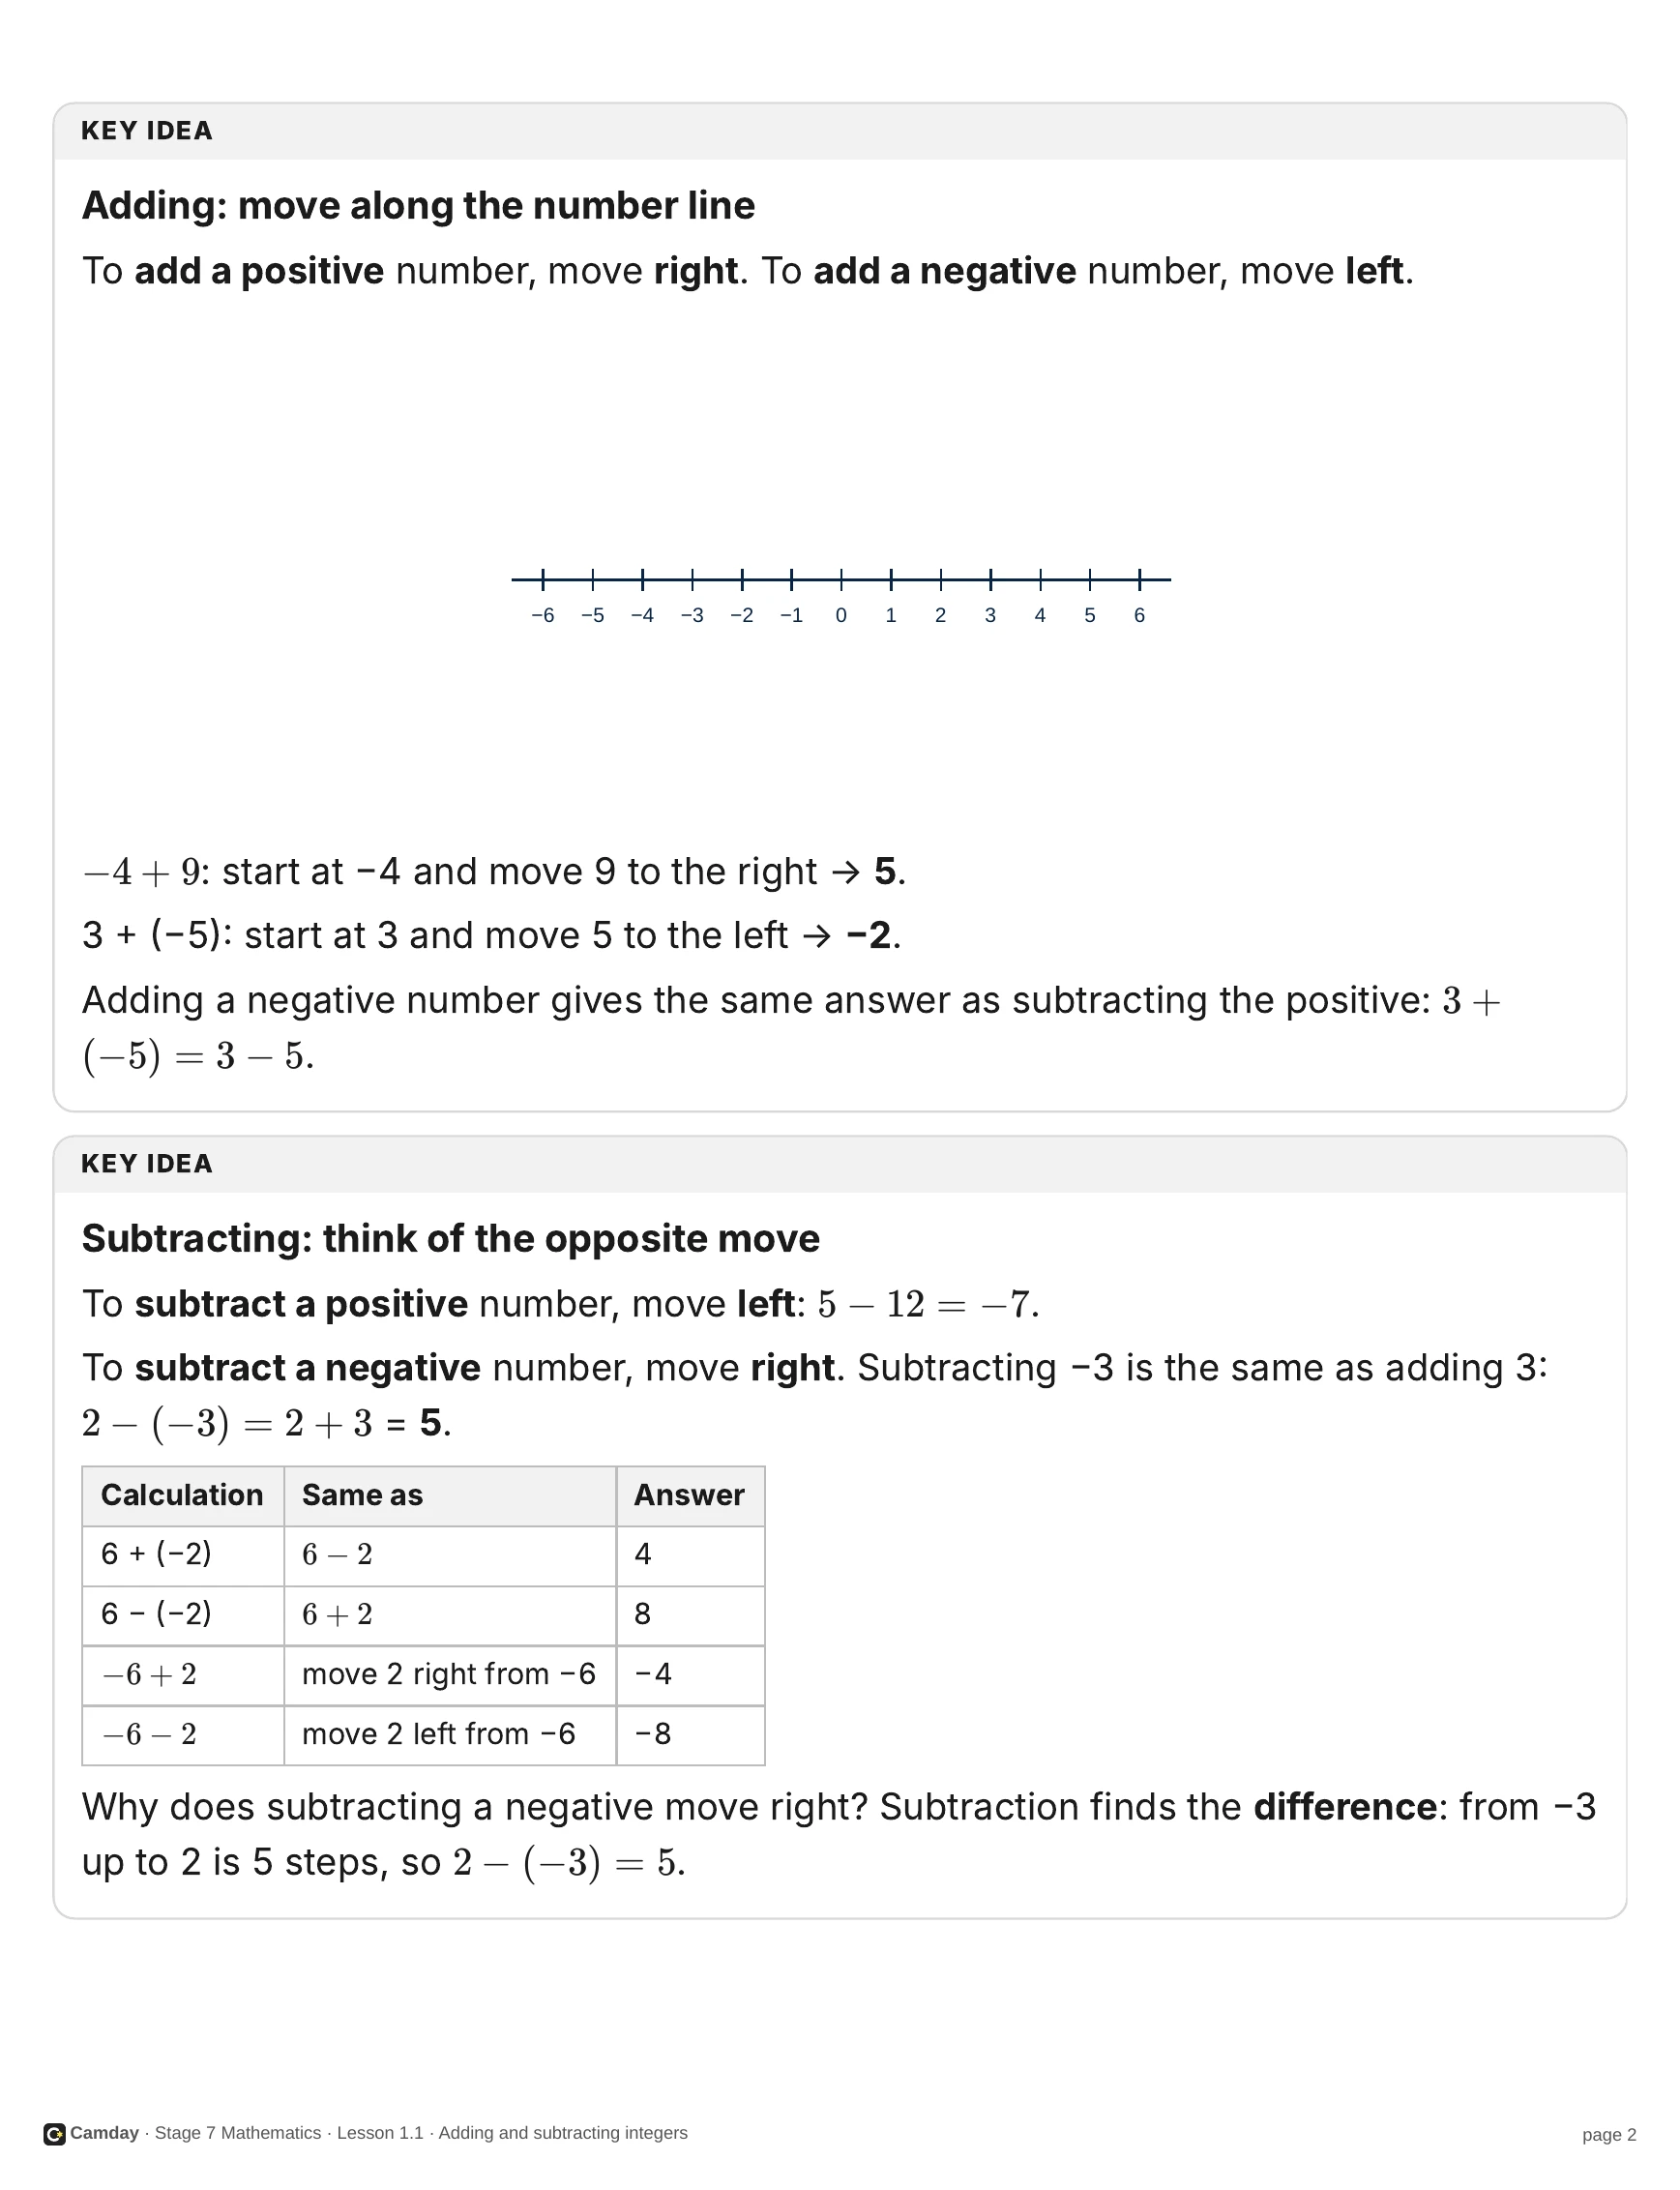 KEY IDEA
Adding: move along the number line
To add a positive number, move right. To add a negative number, move left.
−6 −5 −4 −3 −2 −1 0 1 2 3 4 5 6
−4 + 9: start at −4 and move 9 to the right → 5.
3 + (−5): start at 3 and move 5 to the left → −2.
Adding a negative number gives the same answer as subtracting the positive: 3 +
(−5) = 3 − 5.
KEY IDEA
Subtracting: think of the opposite move
To subtract a positive number, move left: 5 − 12 = −7.
To subtract a negative number, move right. Subtracting −3 is the same as adding 3:
2 − (−3) = 2 + 3 = 5.
Calculation Same as Answer
6 + (−2) 6 − 2 4
6 − (−2) 6 + 2 8
−6 + 2 move 2 right from −6 −4
−6 − 2 move 2 left from −6 −8
Why does subtracting a negative move right? Subtraction finds the difference: from −3
up to 2 is 5 steps, so 2 − (−3) = 5.
Camday · Stage 7 Mathematics · Lesson 1.1 · Adding and subtracting integers page 2